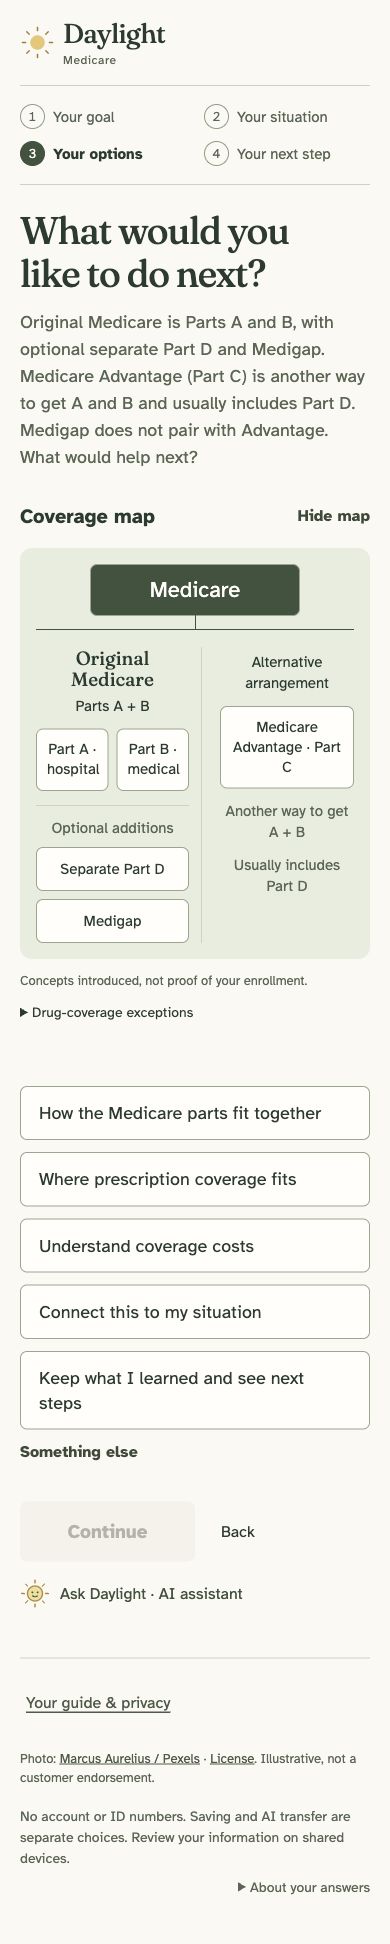 Daylight
Medicare
1 Your goal
2 Your situation
3 Your options
4 Your next step
What would you
like to do next?
Original Medicare is Parts A and B, with
optional separate Part D and Medigap.
Medicare Advantage (Part C) is another way
to get A and B and usually includes Part D.
Medigap does not pair with Advantage.
What would help next?
Coverage map
Hide map
Medicare
Original
Medicare
Parts A + B
Part A ·
hospital
Part B ·
medical
Optional additions
Separate Part D
Medigap
Alternative
arrangement
Medicare
Advantage · Part
C
Another way to get
A + B
Usually includes
Part D
Concepts introduced, not proof of your enrollment.
Drug-coverage exceptions
How the Medicare parts fit together
Where prescription coverage fits
Understand coverage costs
Connect this to my situation
Keep what I learned and see next
steps
Something else
Continue
Back
Ask Daylight · AI assistant
Your guide & privacy
Photo: Marcus Aurelius / Pexels · License. Illustrative, not a
customer endorsement.
No account or ID numbers. Saving and AI transfer are
separate choices. Review your information on shared
devices.
About your answers